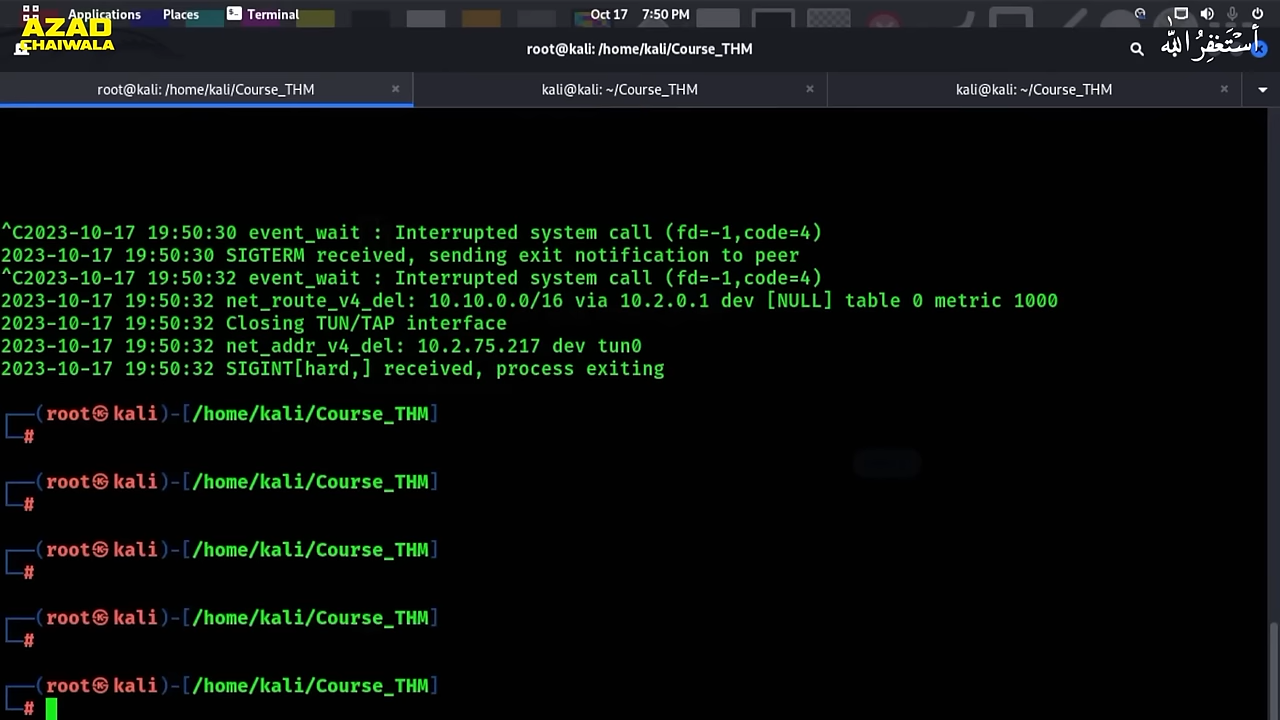 Applications Places Terminal Oct 17 7:50 PM
AZAD
CHAIWALA
root@kali: /home/kali/Course_THM
أَسْتَغْفِرُ اللّٰه
root@kali: /home/kali/Course_THM × kali@kali: ~/Course_THM × kali@kali: ~/Course_THM ×
^C2023-10-17 19:50:30 event_wait : Interrupted system call (fd=-1,code=4)
2023-10-17 19:50:30 SIGTERM received, sending exit notification to peer
^C2023-10-17 19:50:32 event_wait : Interrupted system call (fd=-1,code=4)
2023-10-17 19:50:32 net_route_v4_del: 10.10.0.0/16 via 10.2.0.1 dev [NULL] table 0 metric 1000
2023-10-17 19:50:32 Closing TUN/TAP interface
2023-10-17 19:50:32 net_addr_v4_del: 10.2.75.217 dev tun0
2023-10-17 19:50:32 SIGINT[hard,] received, process exiting
┌──(root㉿kali)-[/home/kali/Course_THM]
└─#
┌──(root㉿kali)-[/home/kali/Course_THM]
└─#
┌──(root㉿kali)-[/home/kali/Course_THM]
└─#
┌──(root㉿kali)-[/home/kali/Course_THM]
└─#
┌──(root㉿kali)-[/home/kali/Course_THM]
└─#